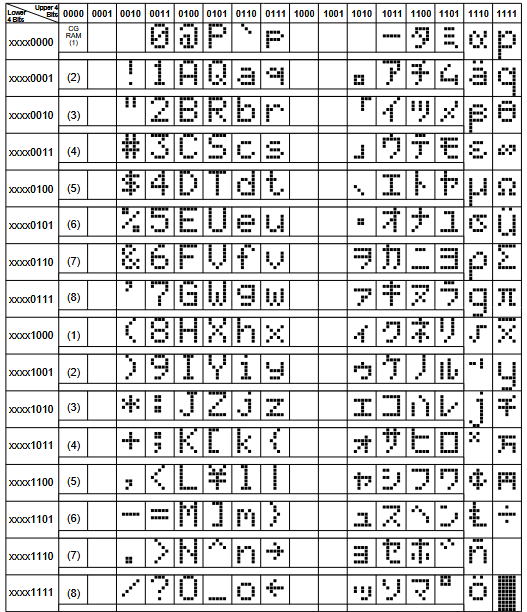 Lower 4 Bits Upper 4 Bits 0000 0001 0010 0011 0100 0101 0110 0111 1000 1001 1010 1011 1100 1101 1110 1111
xxxx0000 CG RAM (1) 0 @ P ` p ー タ ミ α p
xxxx0001 (2) ! 1 A Q a q 。 ア チ ム ä q
xxxx0010 (3) " 2 B R b r 「 イ ツ メ β θ
xxxx0011 (4) # 3 C S c s 」 ウ テ モ ε ∞
xxxx0100 (5) $ 4 D T d t 、 エ ト ヤ μ Ω
xxxx0101 (6) % 5 E U e u ・ オ ナ ユ σ ü
xxxx0110 (7) & 6 F V f v ヲ カ ニ ヨ ρ Σ
xxxx0111 (8) ' 7 G W g w ァ キ ヌ ラ g π
xxxx1000 (1) ( 8 H X h x ィ ク ネ リ √ x̄
xxxx1001 (2) ) 9 I Y i y ゥ ケ ノ ル ⁻¹ y
xxxx1010 (3) * : J Z j z ェ コ ハ レ j 千
xxxx1011 (4) + ; K [ k { ォ サ ヒ ロ ˣ 万
xxxx1100 (5) , < L ¥ l | ャ シ フ ワ ¢ 円
xxxx1101 (6) - = M ] m } ュ ス ヘ ン £ ÷
xxxx1110 (7) . > N ^ n → ョ セ ホ ゛ ñ
xxxx1111 (8) / ? O _ o ← ッ ソ マ ゜ ö █